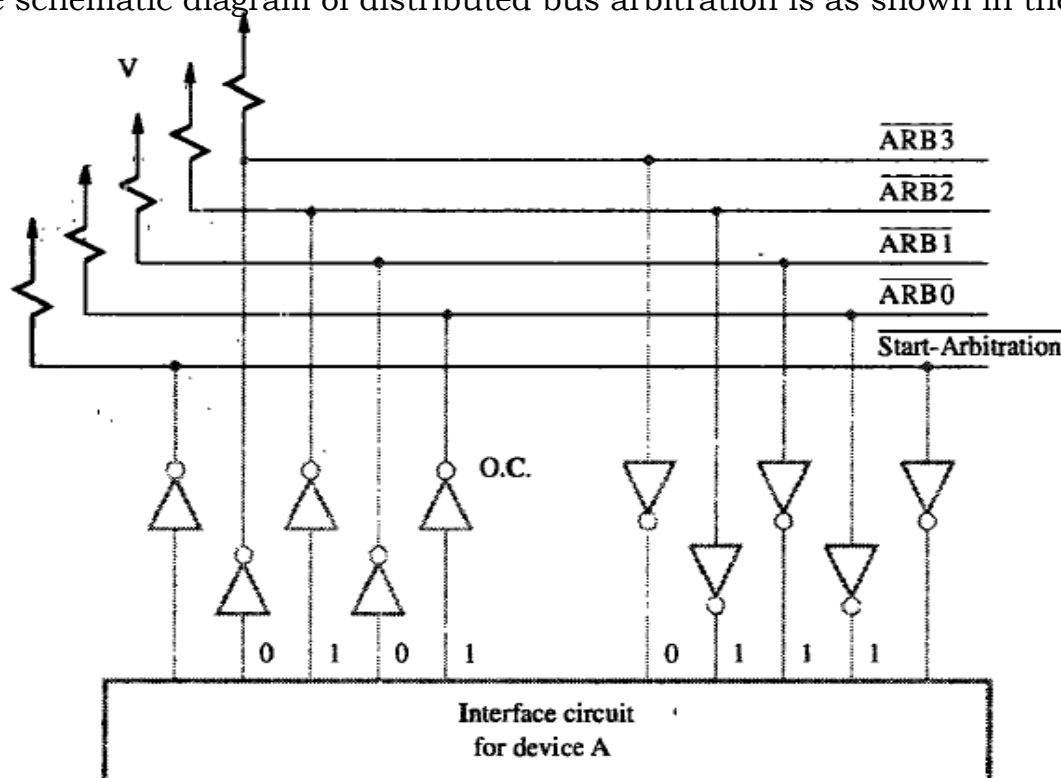 schematic diagram of distributed bus arbitration is as shown in the
V
ARB3
ARB2
ARB1
ARB0
Start-Arbitration
O.C.
0 1 0 1 0 1 1 1
Interface circuit
for device A